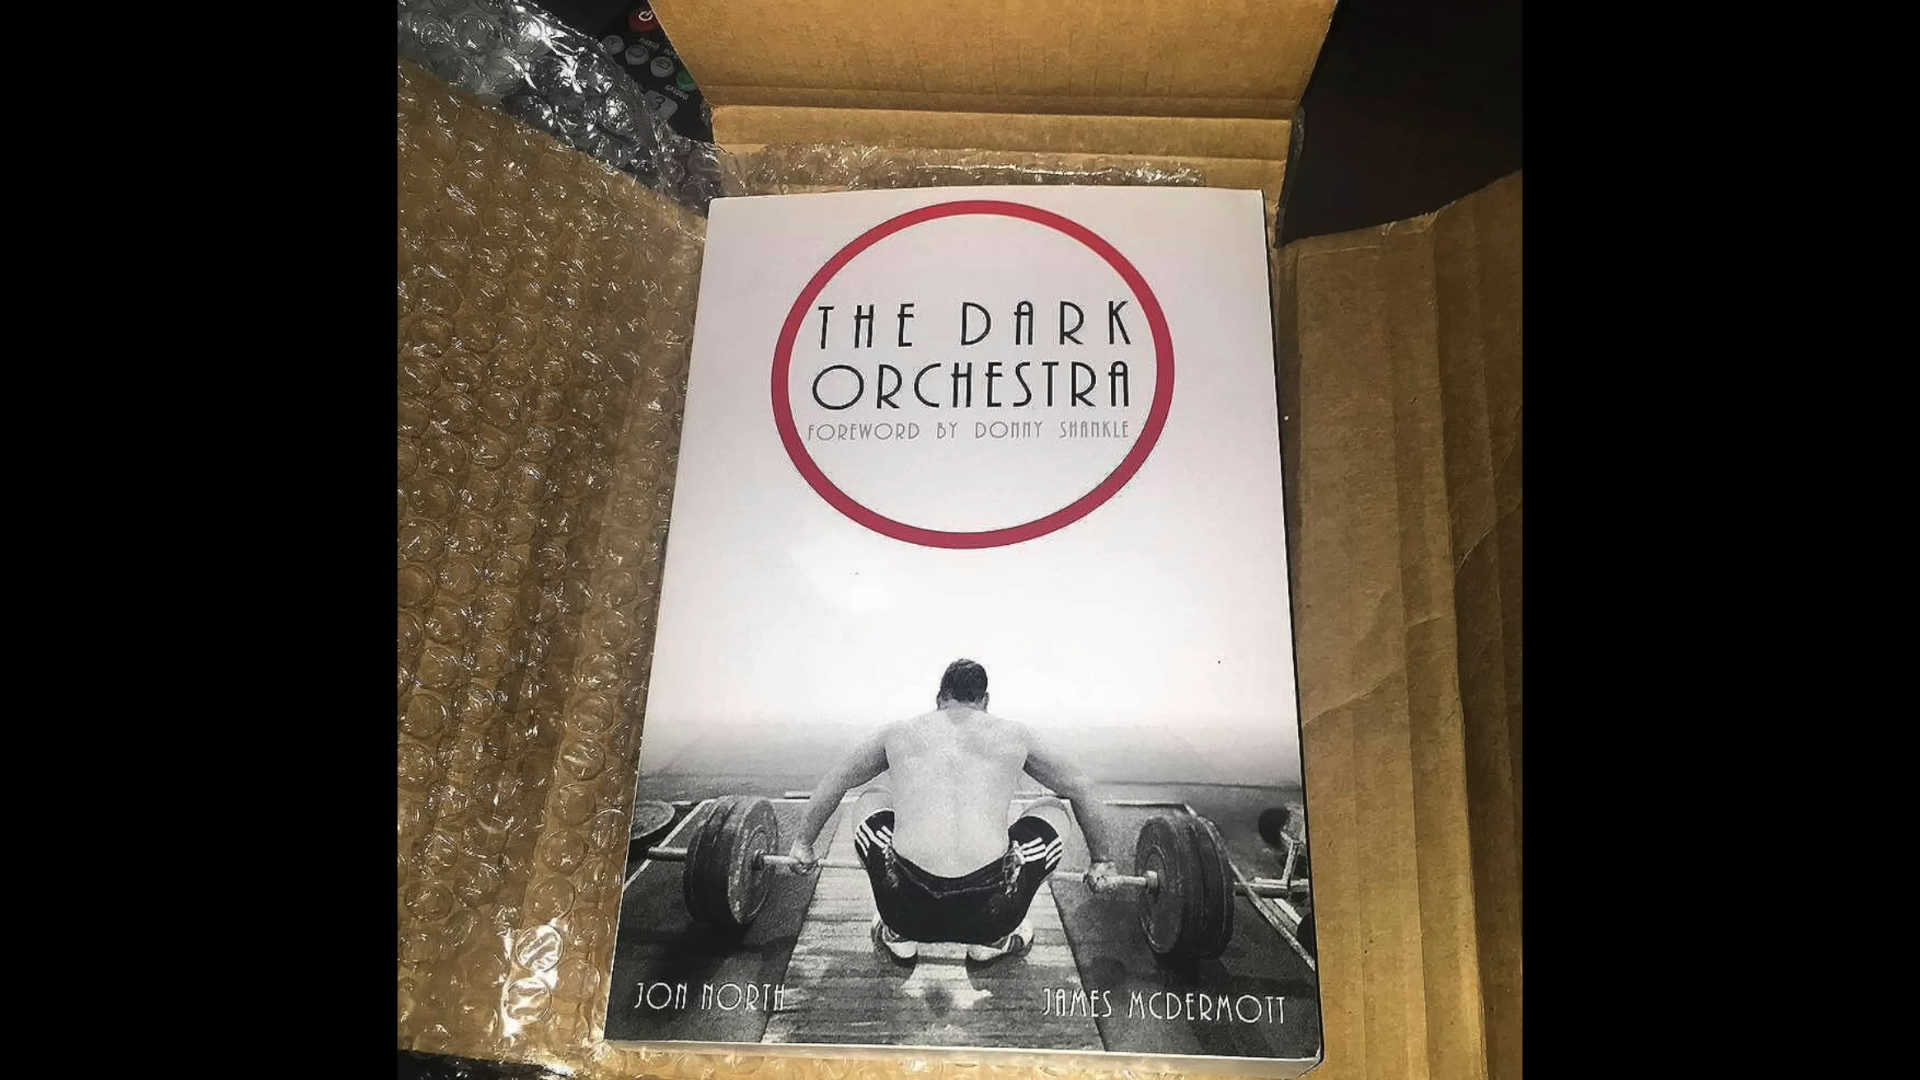 THE DARK
ORCHESTRA
FOREWORD BY DONNY SHANKLE
JON NORTH
JAMES MCDERMOTT